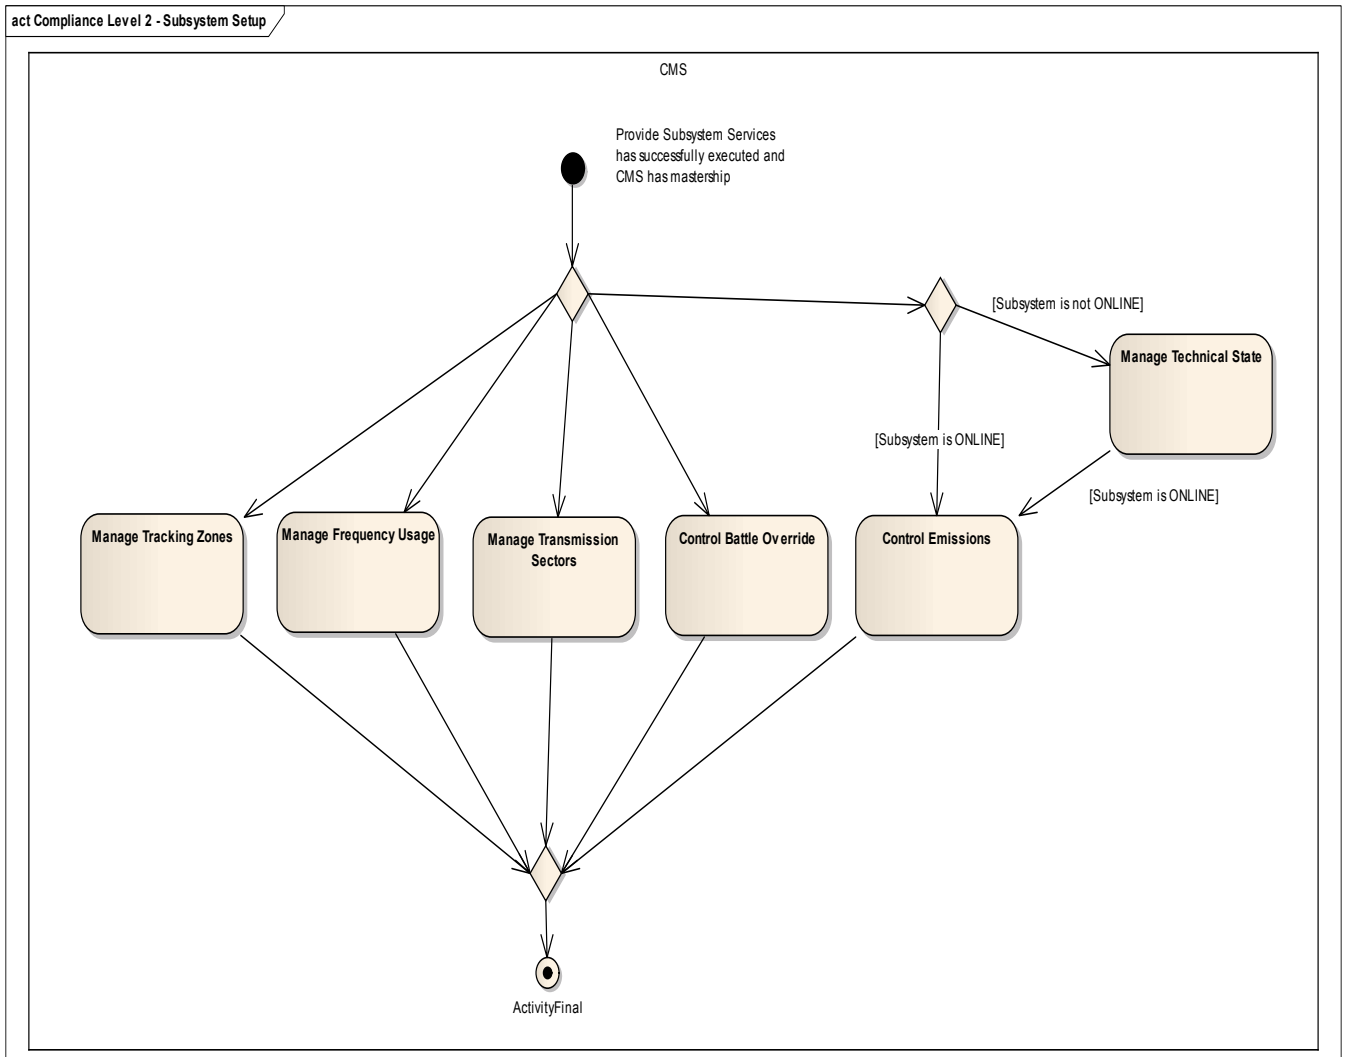 act Compliance Level 2 - Subsystem Setup
CMS
Provide Subsystem Services
has successfully executed and
CMS has mastership
[Subsystem is not ONLINE]
Manage Technical State
[Subsystem is ONLINE]
[Subsystem is ONLINE]
Manage Tracking Zones
Manage Frequency Usage
Manage Transmission
Sectors
Control Battle Override
Control Emissions
ActivityFinal